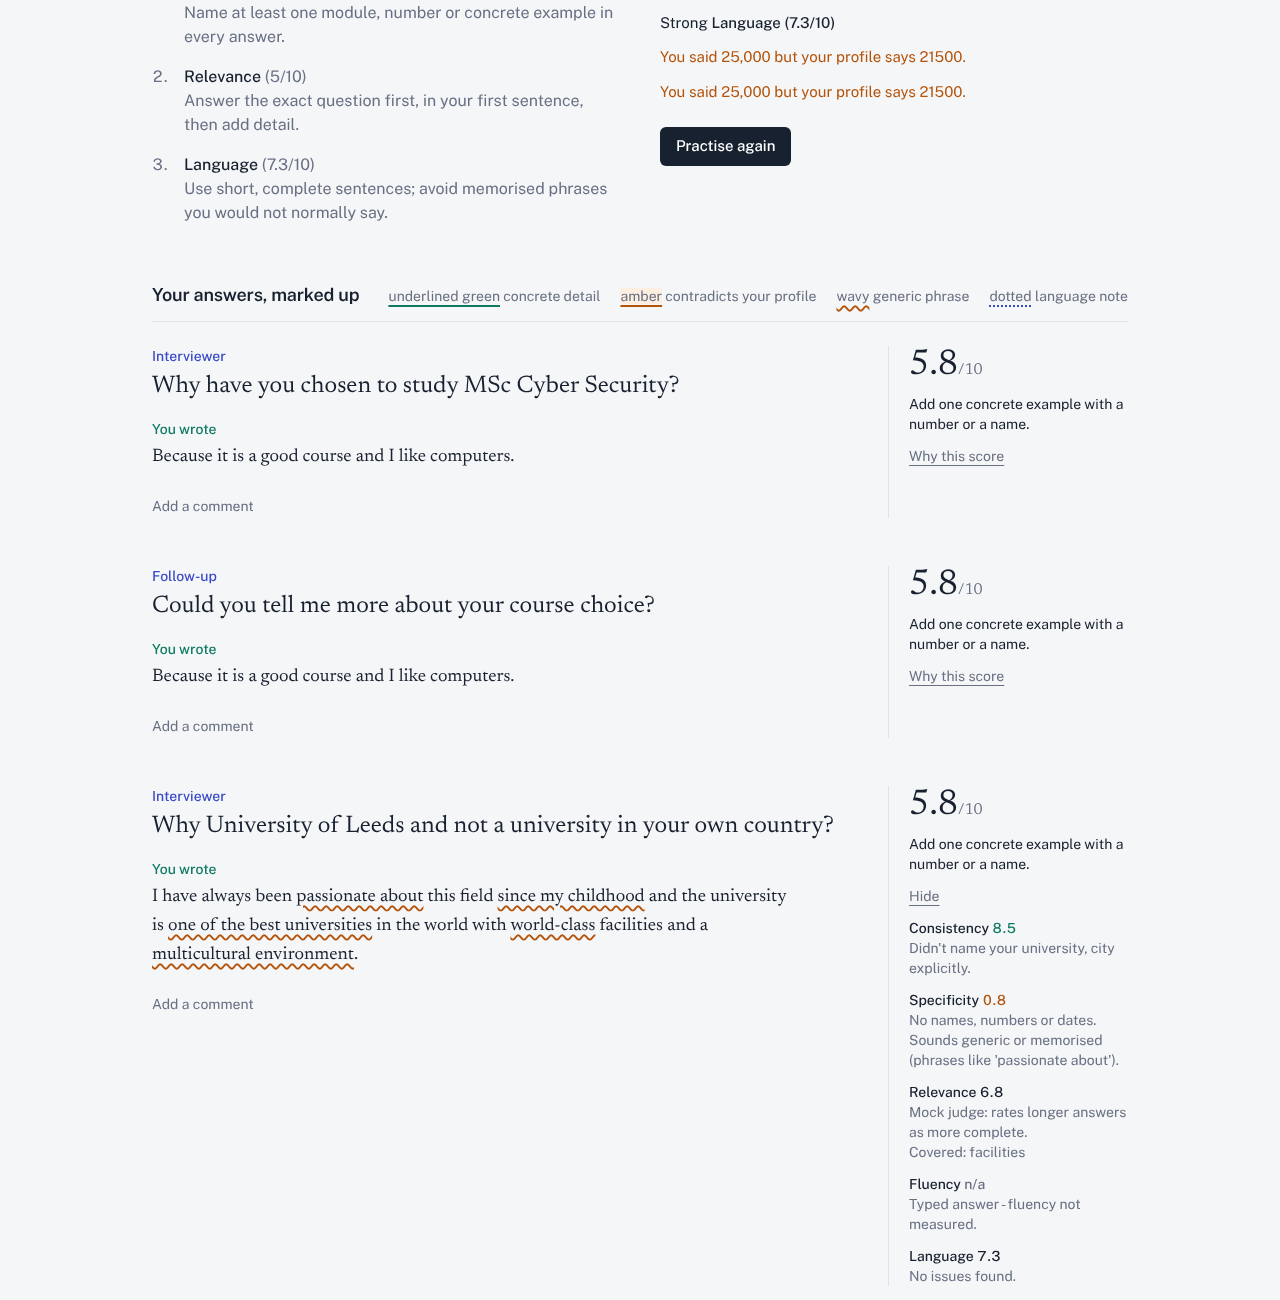 Name at least one module, number or concrete example in
every answer.
2. Relevance (5/10)
Answer the exact question first, in your first sentence,
then add detail.
3. Language (7.3/10)
Use short, complete sentences; avoid memorised phrases
you would not normally say.
Strong Language (7.3/10)
You said 25,000 but your profile says 21500.
You said 25,000 but your profile says 21500.
Practise again
Your answers, marked up
underlined green concrete detail
amber contradicts your profile
wavy generic phrase
dotted language note
Interviewer
Why have you chosen to study MSc Cyber Security?
You wrote
Because it is a good course and I like computers.
Add a comment
5.8/10
Add one concrete example with a
number or a name.
Why this score
Follow-up
Could you tell me more about your course choice?
You wrote
Because it is a good course and I like computers.
Add a comment
5.8/10
Add one concrete example with a
number or a name.
Why this score
Interviewer
Why University of Leeds and not a university in your own country?
You wrote
I have always been passionate about this field since my childhood and the university
is one of the best universities in the world with world-class facilities and a
multicultural environment.
Add a comment
5.8/10
Add one concrete example with a
number or a name.
Hide
Consistency 8.5
Didn't name your university, city
explicitly.
Specificity 0.8
No names, numbers or dates.
Sounds generic or memorised
(phrases like 'passionate about').
Relevance 6.8
Mock judge: rates longer answers
as more complete.
Covered: facilities
Fluency n/a
Typed answer - fluency not
measured.
Language 7.3
No issues found.